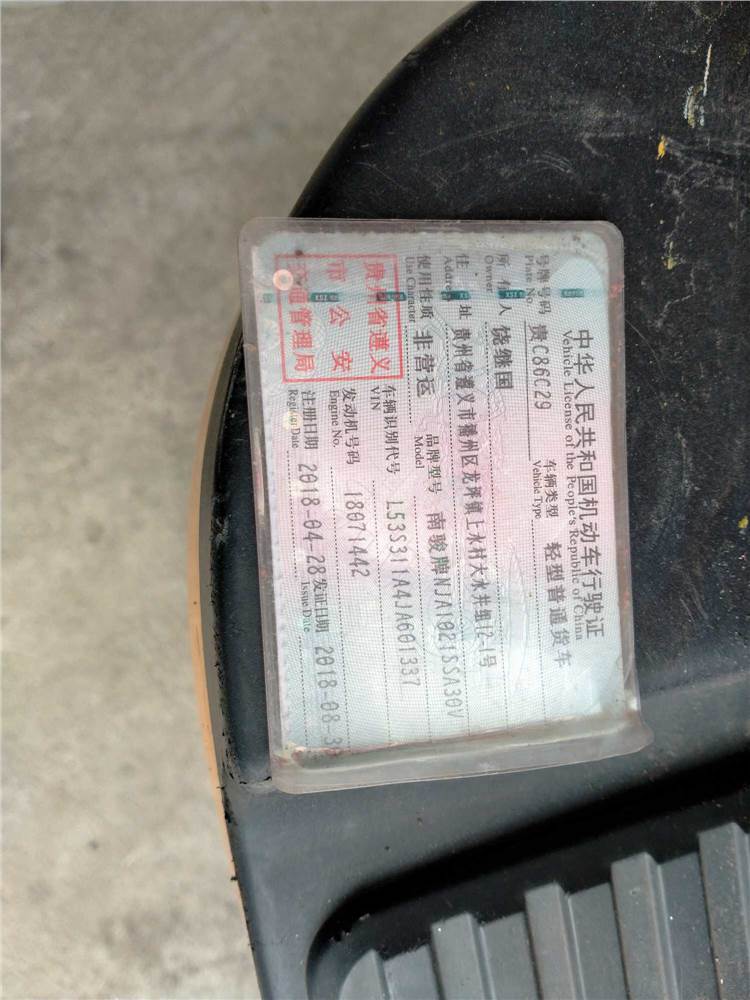 中华人民共和国机动车行驶证
Vehicle License of the People's Republic of China
号牌号码 贵C86C29 车辆类型 轻型普通货车
Plate No. Vehicle Type
所有人 饶继国
Owner
住址 贵州省遵义市播州区龙坪镇上水村大水井组12-1号
Address
使用性质 非营运 品牌型号 南骏牌NJA1021SSA30V
Use Character Model
贵州省遵义
市公安
交通管理局
车辆识别代号 L53S311A4JA601337
VIN
发动机号码 18071442
Engine No.
注册日期 2018-04-28 发证日期 2018-08-30
Register Date Issue Date